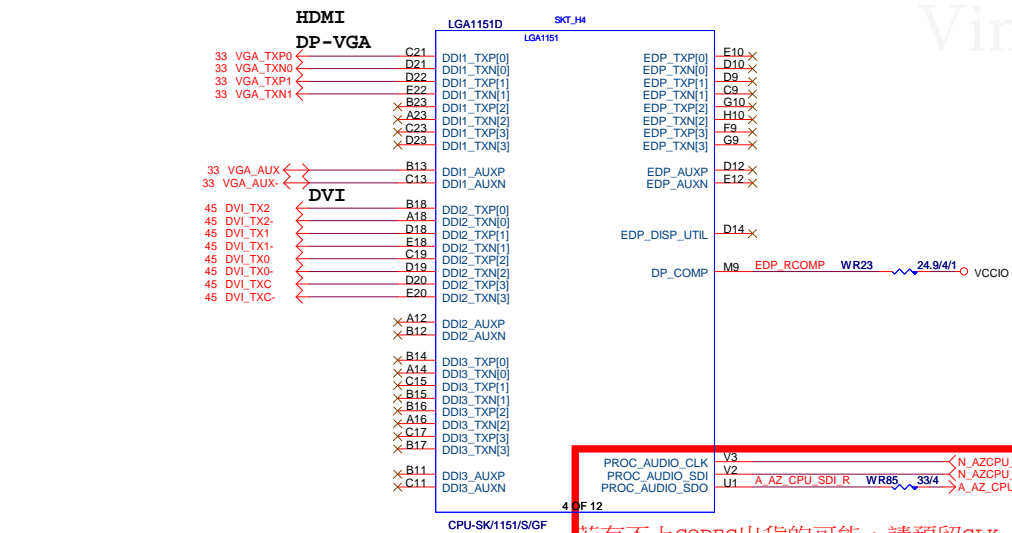 Vin
HDMI
DP-VGA
LGA1151D
SKT_H4
LGA1151
33 VGA_TXP0 C21 DDI1_TXP[0] EDP_TXP[0] E10
33 VGA_TXN0 D21 DDI1_TXN[0] EDP_TXN[0] D10
33 VGA_TXP1 D22 DDI1_TXP[1] EDP_TXP[1] D9
33 VGA_TXN1 E22 DDI1_TXN[1] EDP_TXN[1] C9
B23 DDI1_TXP[2] EDP_TXP[2] G10
A23 DDI1_TXN[2] EDP_TXN[2] H10
C23 DDI1_TXP[3] EDP_TXP[3] F9
D23 DDI1_TXN[3] EDP_TXN[3] G9
33 VGA_AUX B13 DDI1_AUXP EDP_AUXP D12
33 VGA_AUX- C13 DDI1_AUXN EDP_AUXN E12
DVI
45 DVI_TX2 B18 DDI2_TXP[0]
45 DVI_TX2- A18 DDI2_TXN[0]
45 DVI_TX1 D18 DDI2_TXP[1] EDP_DISP_UTIL D14
45 DVI_TX1- E18 DDI2_TXN[1]
45 DVI_TX0 C19 DDI2_TXP[2]
45 DVI_TX0- D19 DDI2_TXN[2] DP_COMP M9 EDP_RCOMP WR23 24.9/4/1 VCCIO
45 DVI_TXC D20 DDI2_TXP[3]
45 DVI_TXC- E20 DDI2_TXN[3]
A12 DDI2_AUXP
B12 DDI2_AUXN
B14 DDI3_TXP[0]
A14 DDI3_TXN[0]
C15 DDI3_TXP[1]
B15 DDI3_TXN[1]
B16 DDI3_TXP[2]
A16 DDI3_TXN[2]
C17 DDI3_TXP[3]
B17 DDI3_TXN[3]
PROC_AUDIO_CLK V3 N_AZCPU_
B11 DDI3_AUXP PROC_AUDIO_SDI V2 N_AZCPU_
C11 DDI3_AUXN PROC_AUDIO_SDO U1 A_AZ_CPU_SDI_R WR85 33/4 A_AZ_CPU
4 OF 12
CPU-SK/1151/S/GF